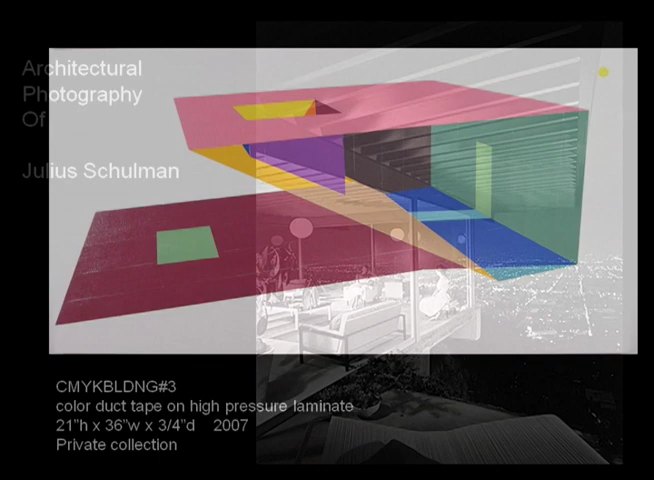 Architectural
Photography
Of
Julius Schulman
CMYKBLDNG#3
color duct tape on high pressure laminate
21"h x 36"w x 3/4"d 2007
Private collection